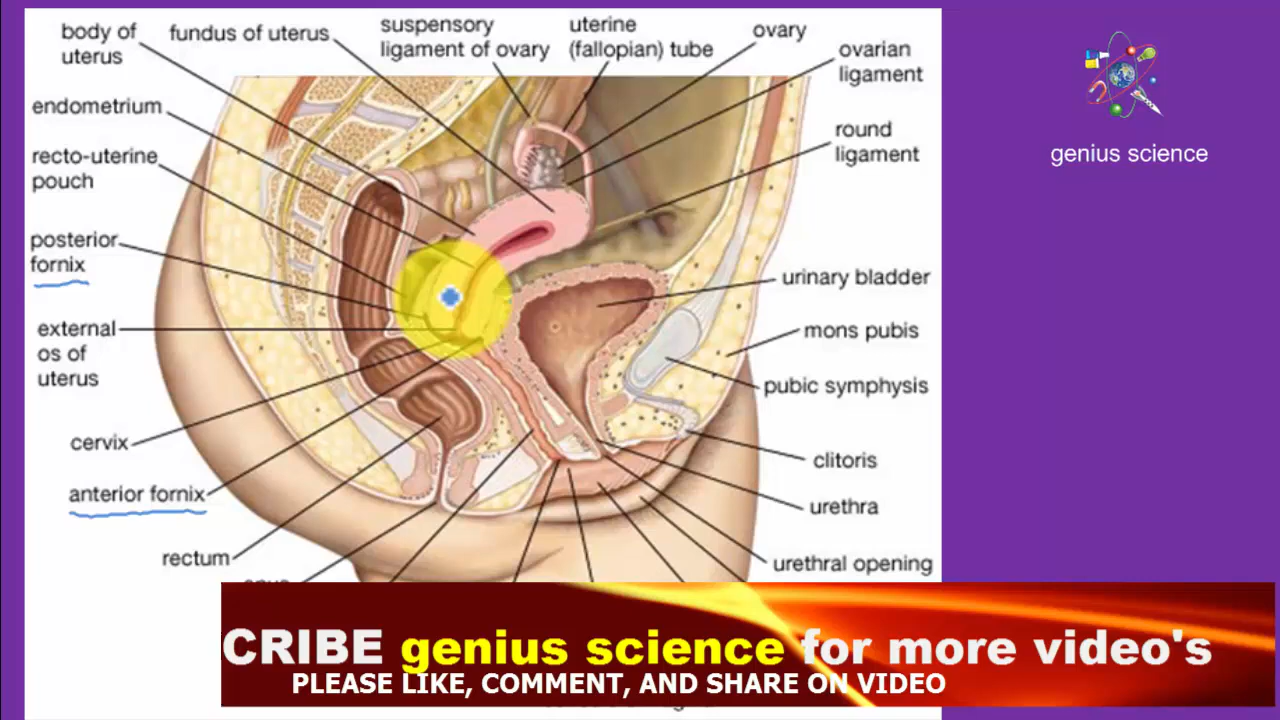 body of
uterus
fundus of uterus
suspensory
ligament of ovary
uterine
(fallopian) tube
ovary
ovarian
ligament
endometrium
round
ligament
recto-uterine
pouch
genius science
posterior
fornix
urinary bladder
external
os of
uterus
mons pubis
pubic symphysis
cervix
clitoris
anterior fornix
urethra
rectum
urethral opening
CRIBE genius science for more video's
PLEASE LIKE, COMMENT, AND SHARE ON VIDEO